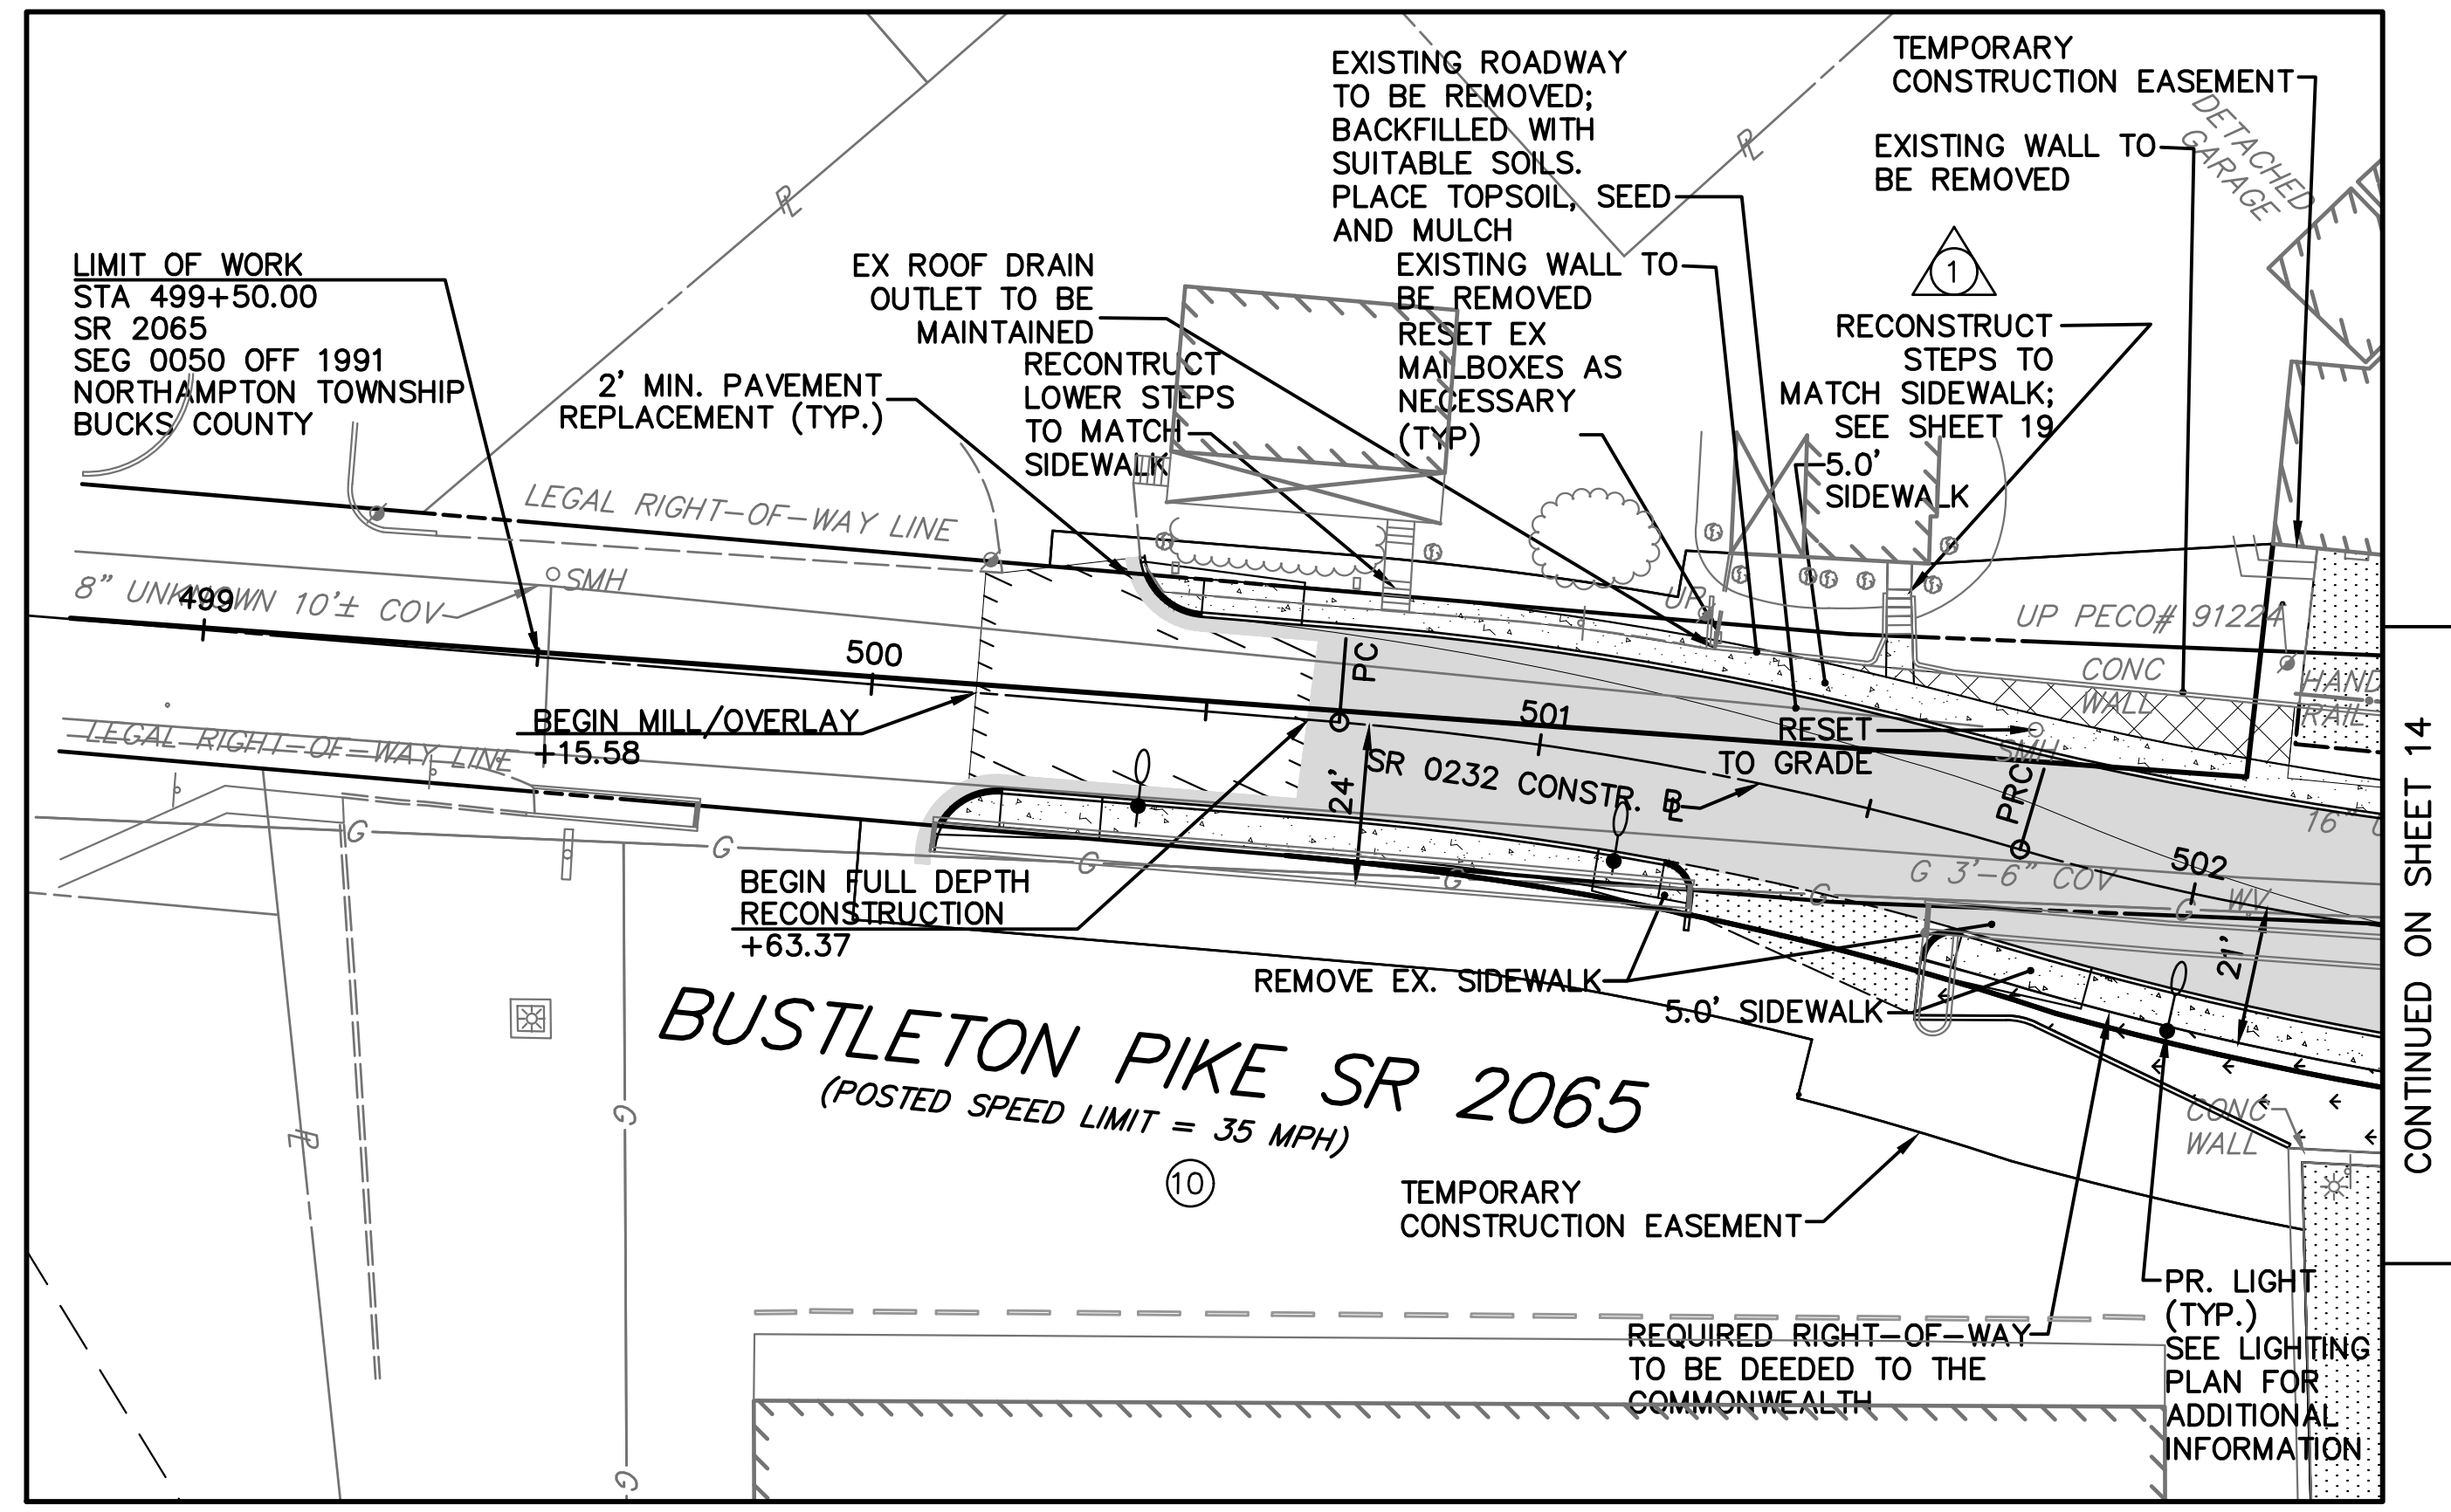 TEMPORARY
CONSTRUCTION EASEMENT
EXISTING ROADWAY
TO BE REMOVED;
BACKFILLED WITH
SUITABLE SOILS.
PLACE TOPSOIL, SEED
AND MULCH
EXISTING WALL TO
BE REMOVED
DETACHED
GARAGE
PL
PL
1
LIMIT OF WORK
STA 499+50.00
SR 2065
SEG 0050 OFF 1991
NORTHAMPTON TOWNSHIP
BUCKS COUNTY
EX ROOF DRAIN
OUTLET TO BE
MAINTAINED
EXISTING WALL TO
BE REMOVED
RESET EX
MAILBOXES AS
NECESSARY
(TYP)
RECONSTRUCT
STEPS TO
MATCH SIDEWALK;
SEE SHEET 19
2' MIN. PAVEMENT
REPLACEMENT (TYP.)
RECONTRUCT
LOWER STEPS
TO MATCH
SIDEWALK
5.0'
SIDEWALK
LEGAL RIGHT-OF-WAY LINE
8" UNKNOWN 10'± COV
SMH
499
500
UP
UP PECO# 91224
PC
CONC
WALL
HAND
RAIL
BEGIN MILL/OVERLAY
+15.58
LEGAL RIGHT-OF-WAY LINE
501
RESET
TO GRADE
SMH
24'
SR 0232 CONSTR. BL
PRC
16" U
G
G
G
G
G
G 3'-6" COV
502
G
WV
21'
BEGIN FULL DEPTH
RECONSTRUCTION
+63.37
REMOVE EX. SIDEWALK
5.0' SIDEWALK
BUSTLETON PIKE SR 2065
(POSTED SPEED LIMIT = 35 MPH)
10
PL
G
G
CONC
WALL
TEMPORARY
CONSTRUCTION EASEMENT
PR. LIGHT
(TYP.)
SEE LIGHTING
PLAN FOR
ADDITIONAL
INFORMATION
REQUIRED RIGHT-OF-WAY
TO BE DEEDED TO THE
COMMONWEALTH
CONTINUED ON SHEET 14